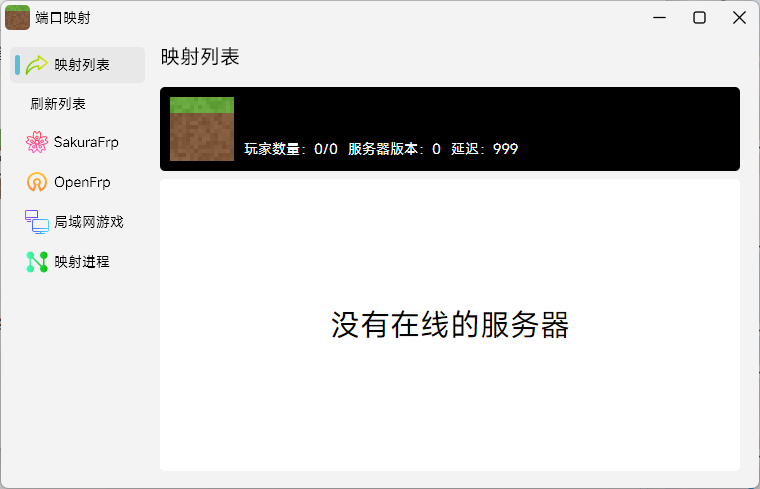 端口映射
映射列表
刷新列表
SakuraFrp
OpenFrp
局域网游戏
映射进程
映射列表
玩家数量：0/0 服务器版本：0 延迟：999
没有在线的服务器